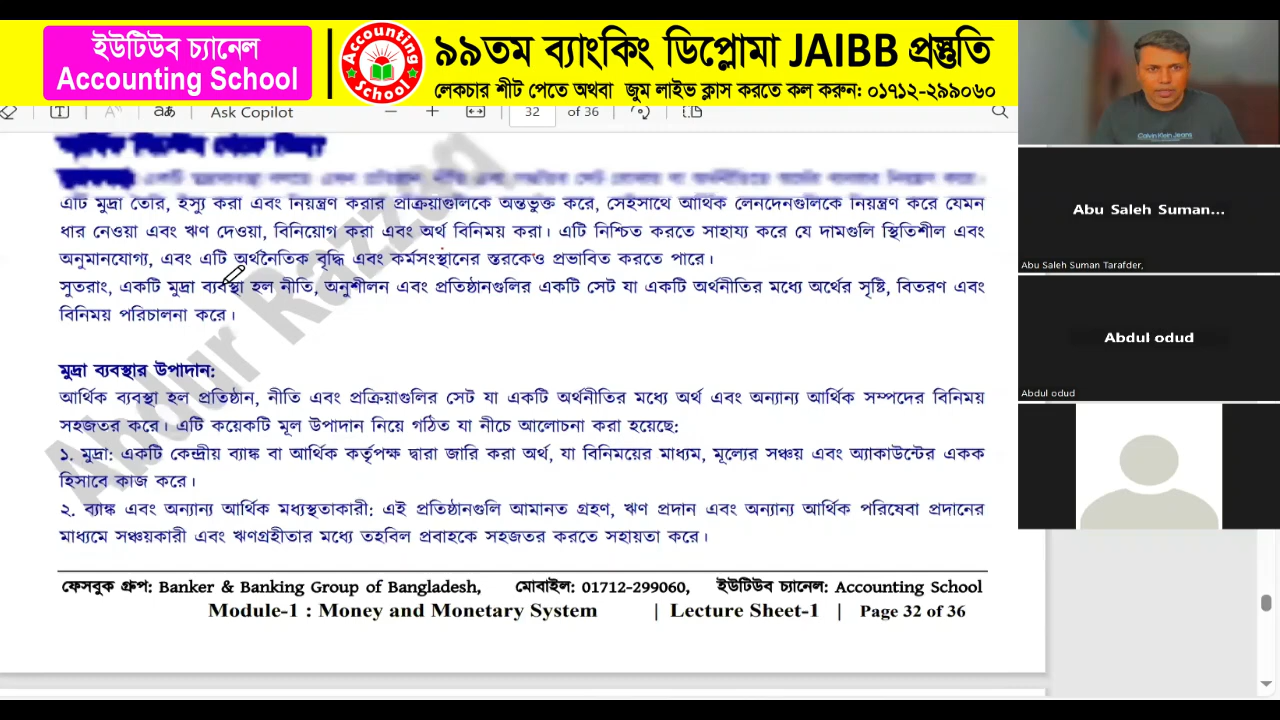 ইউটিউব চ্যানেল
Accounting School
Accounting
School
৯৯তম ব্যাংকিং ডিপ্লোমা JAIBB প্রস্তুতি
লেকচার শীট পেতে অথবা জুম লাইভ ক্লাস করতে কল করুন: ০১৭১২-২৯৯০৬০
Ask Copilot
32 of 36
এটি মুদ্রা তৈরি, ইস্যু করা এবং নিয়ন্ত্রণ করার প্রক্রিয়াগুলিকে অন্তর্ভুক্ত করে, সেইসাথে আর্থিক লেনদেনগুলিকে নিয়ন্ত্রণ করে যেমন
ধার নেওয়া এবং ঋণ দেওয়া, বিনিয়োগ করা এবং অর্থ বিনিময় করা। এটি নিশ্চিত করতে সাহায্য করে যে দামগুলি স্থিতিশীল এবং
অনুমানযোগ্য, এবং এটি অর্থনৈতিক বৃদ্ধি এবং কর্মসংস্থানের স্তরকেও প্রভাবিত করতে পারে।
সুতরাং, একটি মুদ্রা ব্যবস্থা হল নীতি, অনুশীলন এবং প্রতিষ্ঠানগুলির একটি সেট যা একটি অর্থনীতির মধ্যে অর্থের সৃষ্টি, বিতরণ এবং
বিনিময় পরিচালনা করে।
মুদ্রা ব্যবস্থার উপাদান:
আর্থিক ব্যবস্থা হল প্রতিষ্ঠান, নীতি এবং প্রক্রিয়াগুলির সেট যা একটি অর্থনীতির মধ্যে অর্থ এবং অন্যান্য আর্থিক সম্পদের বিনিময়
সহজতর করে। এটি কয়েকটি মূল উপাদান নিয়ে গঠিত যা নীচে আলোচনা করা হয়েছে:
১. মুদ্রা: একটি কেন্দ্রীয় ব্যাঙ্ক বা আর্থিক কর্তৃপক্ষ দ্বারা জারি করা অর্থ, যা বিনিময়ের মাধ্যম, মূল্যের সঞ্চয় এবং অ্যাকাউন্টের একক
হিসাবে কাজ করে।
২. ব্যাঙ্ক এবং অন্যান্য আর্থিক মধ্যস্থতাকারী: এই প্রতিষ্ঠানগুলি আমানত গ্রহণ, ঋণ প্রদান এবং অন্যান্য আর্থিক পরিষেবা প্রদানের
মাধ্যমে সঞ্চয়কারী এবং ঋণগ্রহীতার মধ্যে তহবিল প্রবাহকে সহজতর করতে সহায়তা করে।
Abdur Razzaq
ফেসবুক গ্রুপ: Banker & Banking Group of Bangladesh, মোবাইল: 01712-299060, ইউটিউব চ্যানেল: Accounting School
Module-1 : Money and Monetary System | Lecture Sheet-1 | Page 32 of 36
Calvin Klein Jeans
Abu Saleh Suman...
Abu Saleh Suman Tarafder,
Abdul odud
Abdul odud